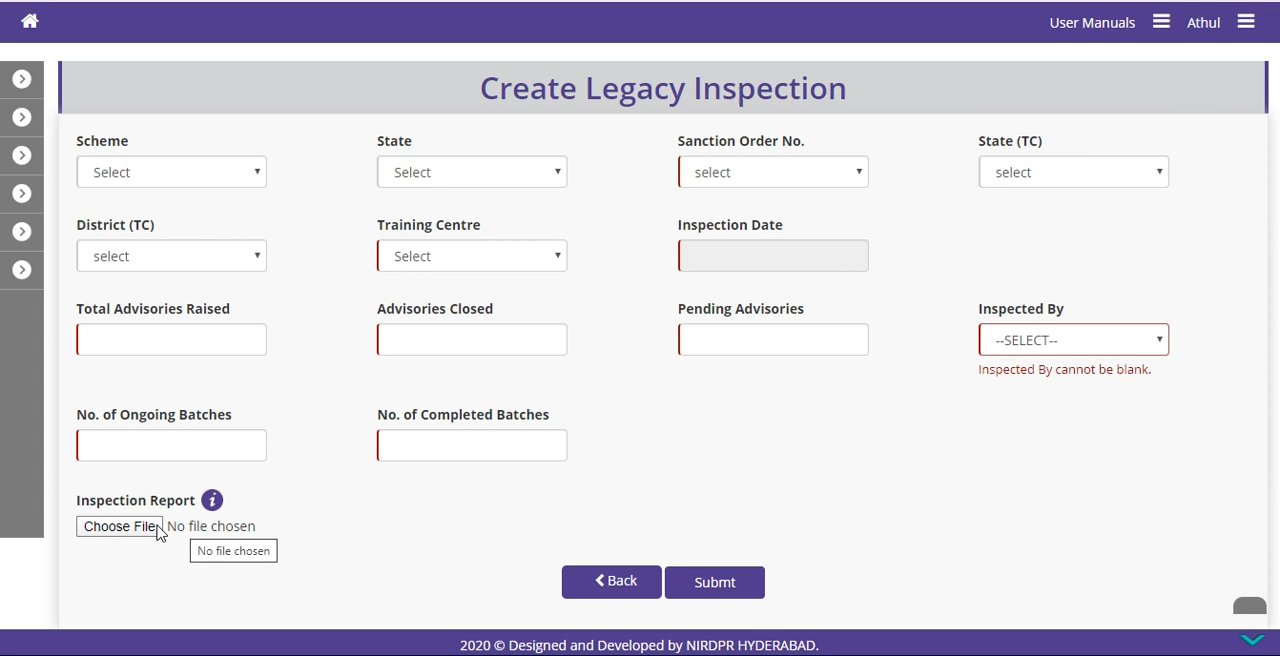 User Manuals Athul
Create Legacy Inspection
Scheme State Sanction Order No. State (TC)
Select Select select select
District (TC) Training Centre Inspection Date
select Select
Total Advisories Raised Advisories Closed Pending Advisories Inspected By
--SELECT--
Inspected By cannot be blank.
No. of Ongoing Batches No. of Completed Batches
Inspection Report i
Choose File No file chosen
No file chosen
Back Submt
2020 © Designed and Developed by NIRDPR HYDERABAD.